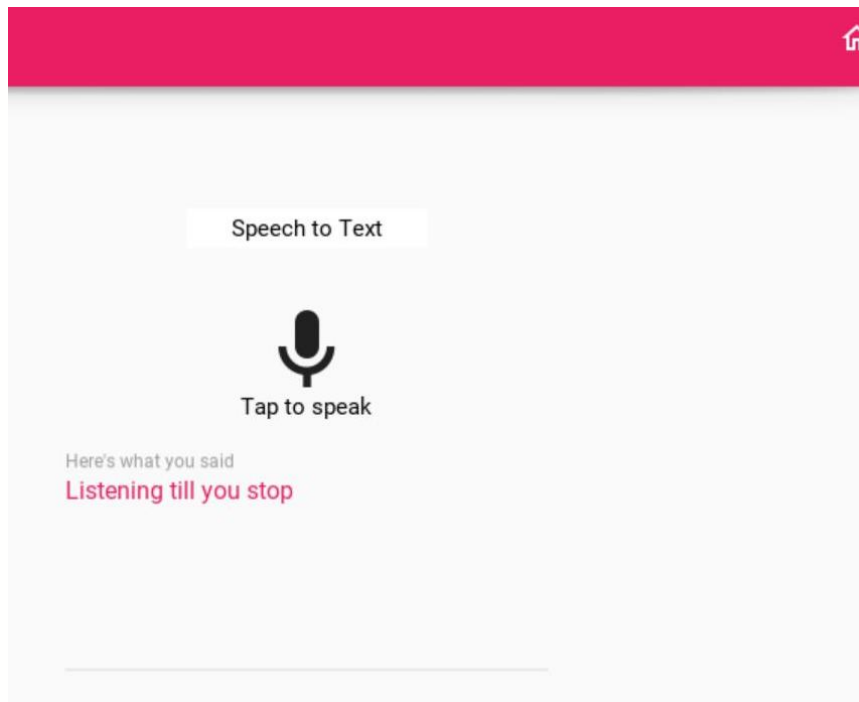 Speech to Text
Tap to speak
Here's what you said
Listening till you stop